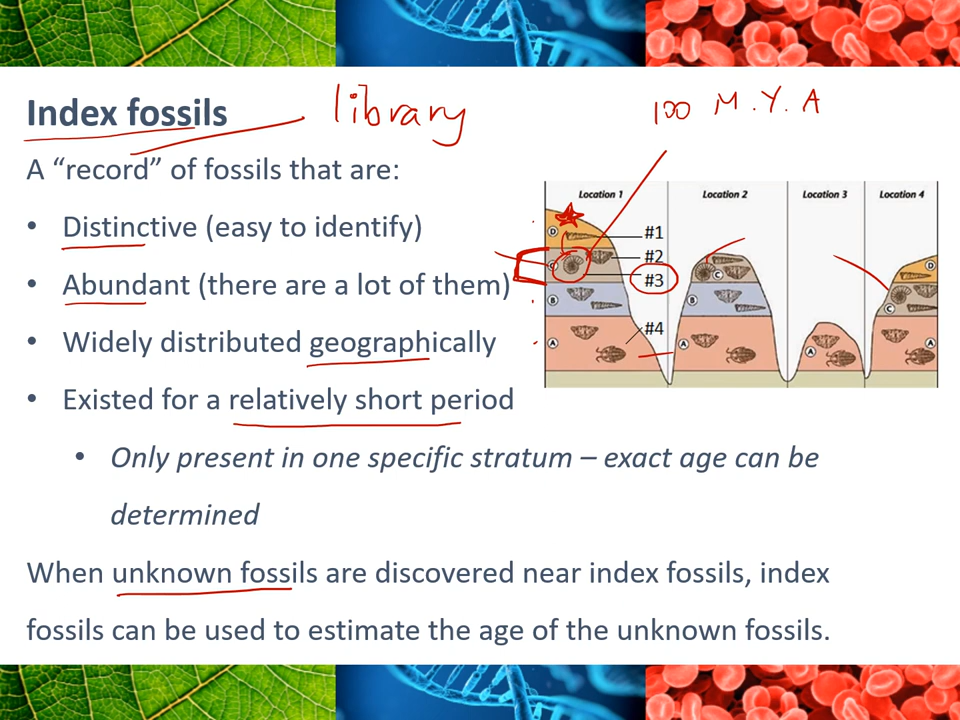 Index fossils
library
100 M.Y.A
A “record” of fossils that are:
• Distinctive (easy to identify)
• Abundant (there are a lot of them)
• Widely distributed geographically
• Existed for a relatively short period
• Only present in one specific stratum – exact age can be
determined
When unknown fossils are discovered near index fossils, index
fossils can be used to estimate the age of the unknown fossils.
Location 1 Location 2 Location 3 Location 4
D #1
#2
C #3 C D
B B C
#4
A A A A